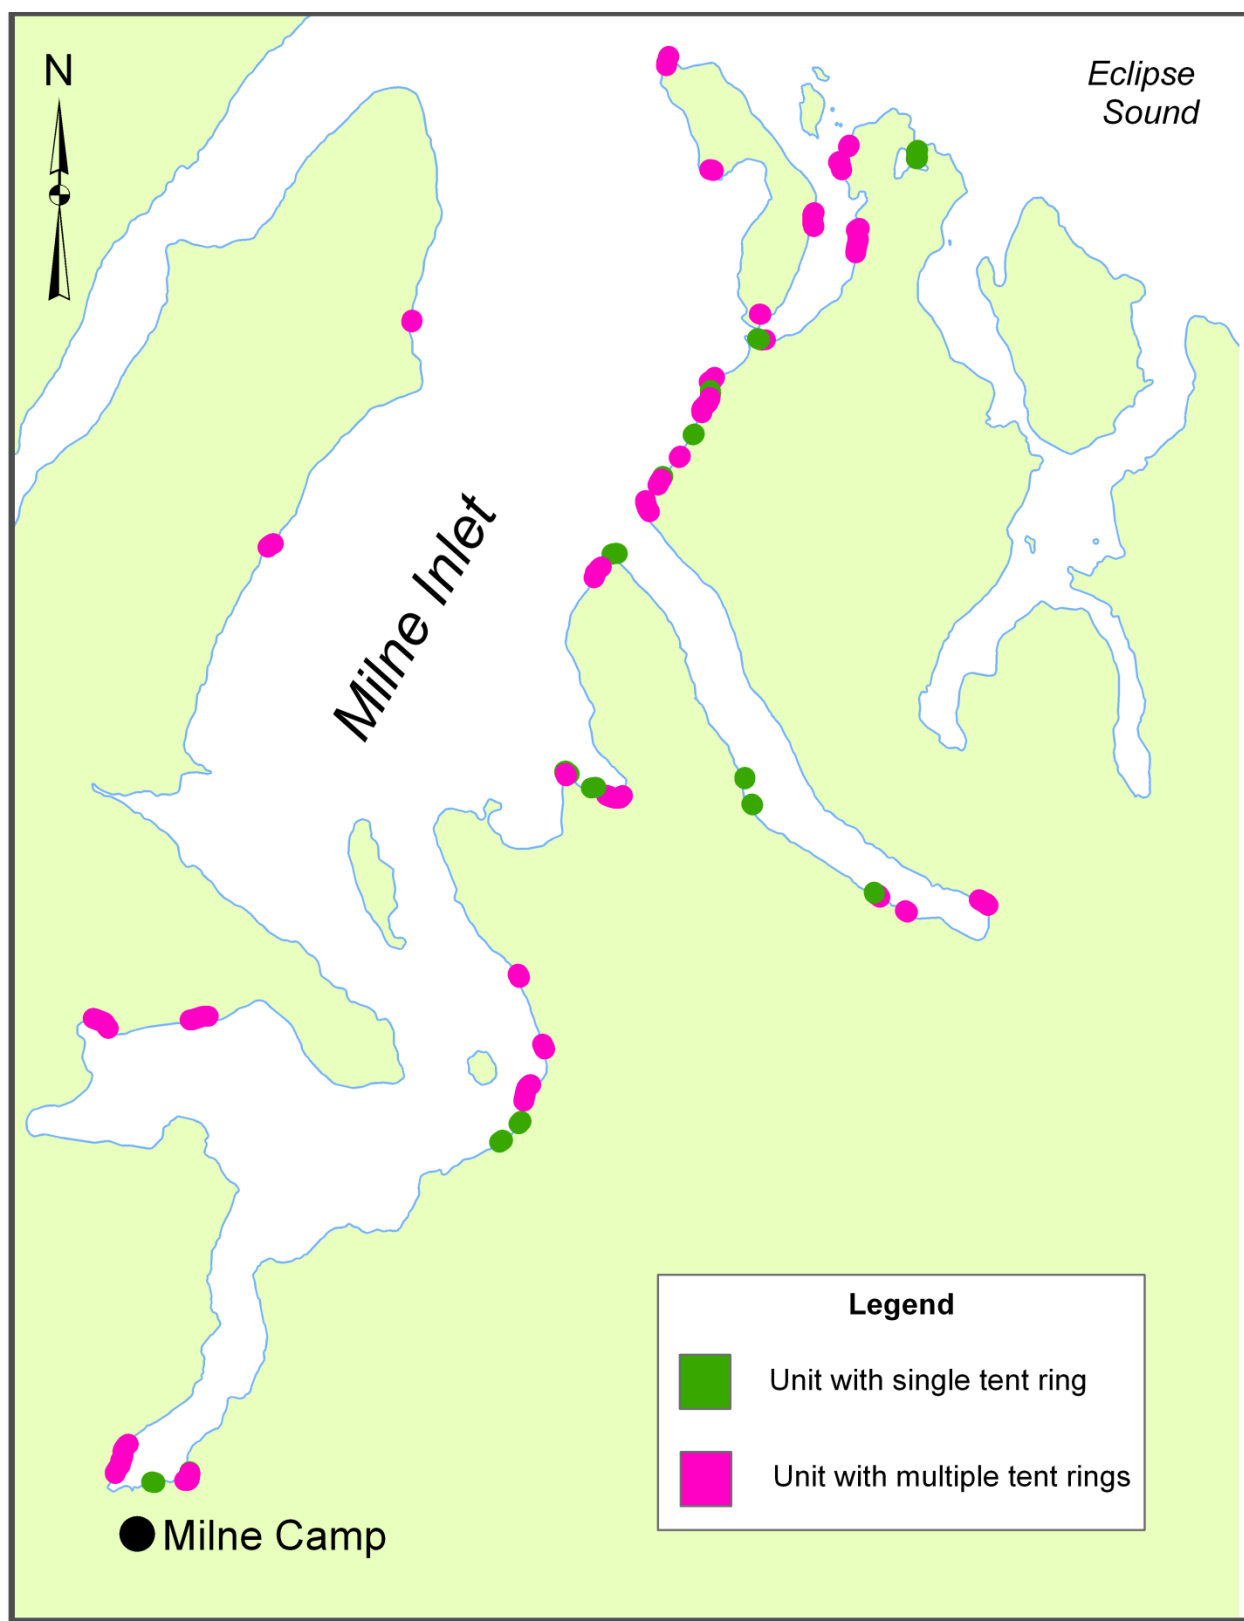 N
Eclipse
Sound
Milne Inlet
Legend
Unit with single tent ring
Unit with multiple tent rings
Milne Camp